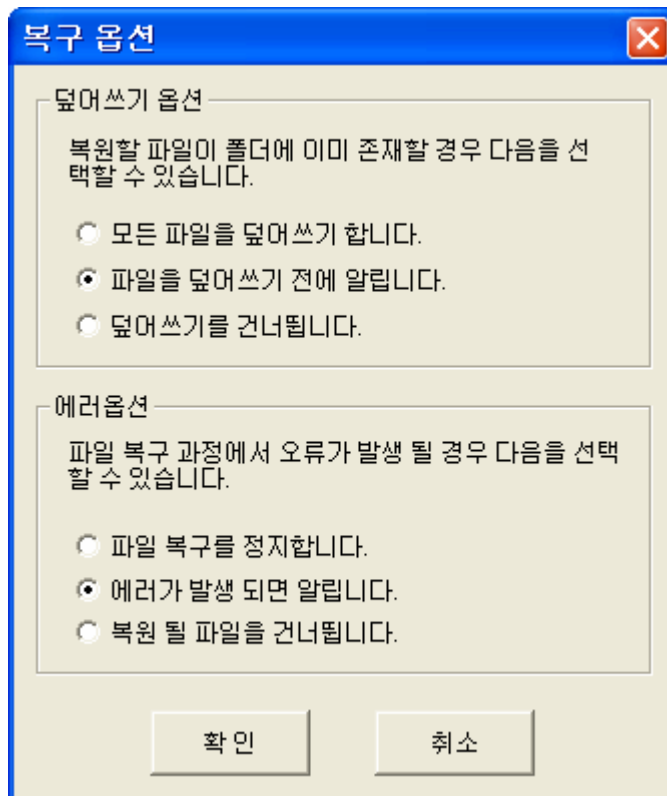 복구 옵션
덮어쓰기 옵션
복원할 파일이 폴더에 이미 존재할 경우 다음을 선
택할 수 있습니다.
모든 파일을 덮어쓰기 합니다.
파일을 덮어쓰기 전에 알립니다.
덮어쓰기를 건너뜁니다.
에러옵션
파일 복구 과정에서 오류가 발생 될 경우 다음을 선택
할 수 있습니다.
파일 복구를 정지합니다.
에러가 발생 되면 알립니다.
복원 될 파일을 건너뜁니다.
확인
취소